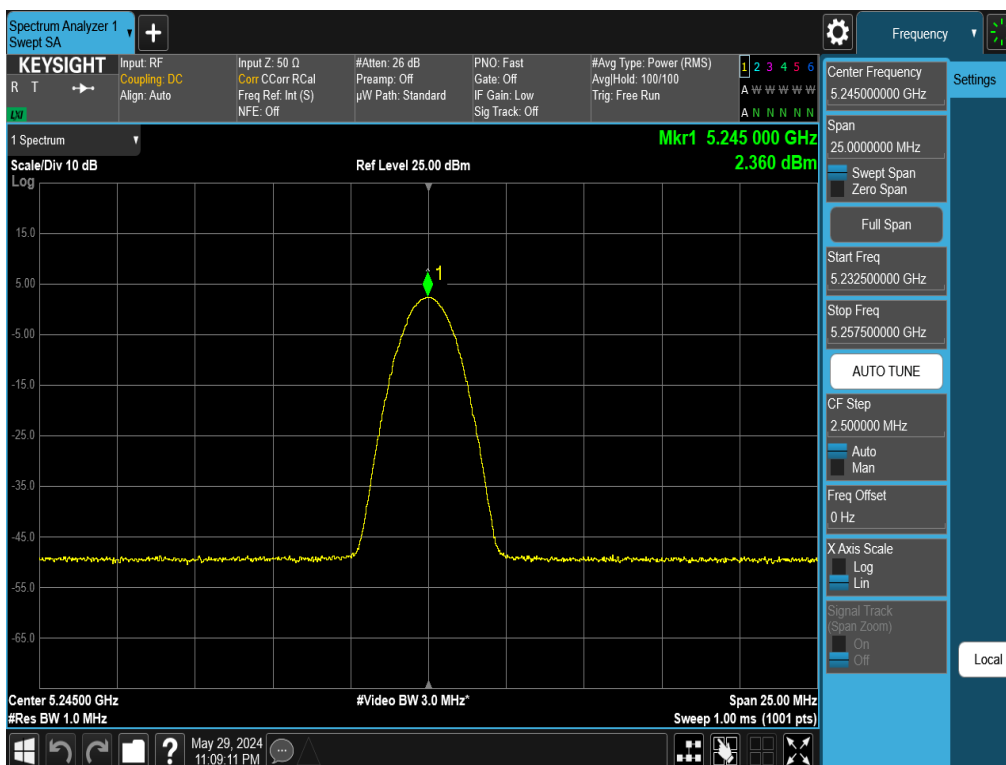 Spectrum Analyzer 1
Swept SA
Frequency
KEYSIGHT
R T
LXI
Input: RF
Coupling: DC
Align: Auto
Input Z: 50 Ω
Corr CCorr RCal
Freq Ref: Int (S)
NFE: Off
#Atten: 26 dB
Preamp: Off
µW Path: Standard
PNO: Fast
Gate: Off
IF Gain: Low
Sig Track: Off
#Avg Type: Power (RMS)
Avg|Hold: 100/100
Trig: Free Run
1 2 3 4 5 6
A W W W W W
A N N N N N
1 Spectrum
Mkr1 5.245 000 GHz
Scale/Div 10 dB
Ref Level 25.00 dBm
2.360 dBm
Log
15.0
5.00
-5.00
-15.0
-25.0
-35.0
-45.0
-55.0
-65.0
1
Center 5.24500 GHz
#Video BW 3.0 MHz*
Span 25.00 MHz
#Res BW 1.0 MHz
Sweep 1.00 ms (1001 pts)
Center Frequency
5.245000000 GHz
Settings
Span
25.0000000 MHz
Swept Span
Zero Span
Full Span
Start Freq
5.232500000 GHz
Stop Freq
5.257500000 GHz
AUTO TUNE
CF Step
2.500000 MHz
Auto
Man
Freq Offset
0 Hz
X Axis Scale
Log
Lin
Signal Track
(Span Zoom)
On
Off
Local
?
May 29, 2024
11:09:11 PM